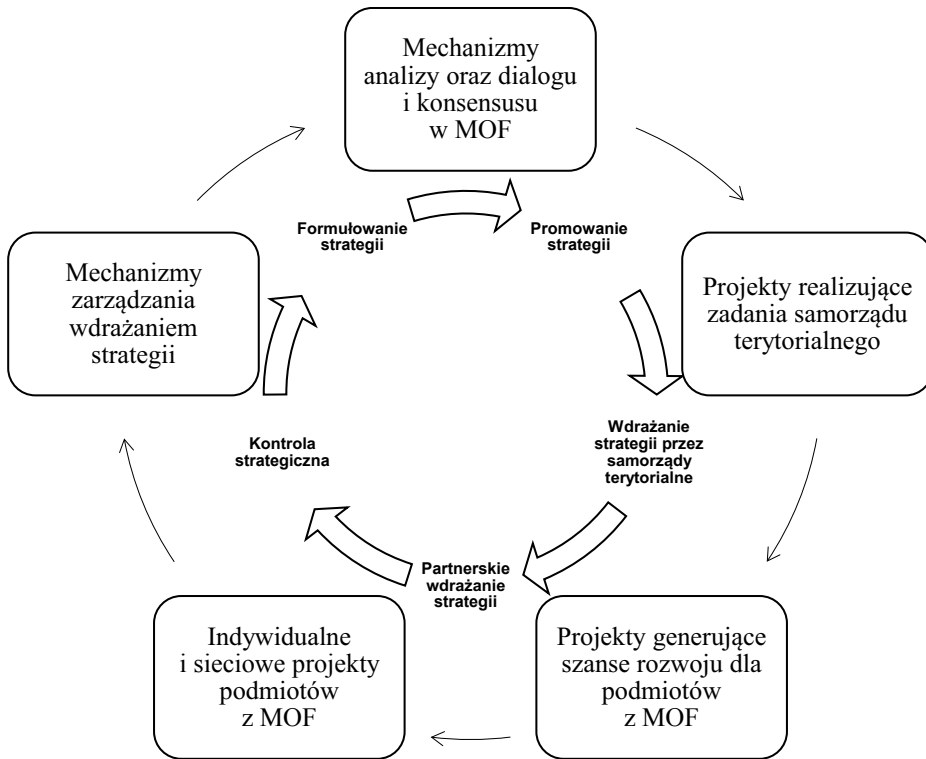 Mechanizmy
analizy oraz dialogu
i konsensusu
w MOF
Formułowanie
strategii
Promowanie
strategii
Mechanizmy
zarządzania
wdrażaniem
strategii
Projekty realizujące
zadania samorządu
terytorialnego
Kontrola
strategiczna
Wdrażanie
strategii przez
samorządy
terytorialne
Partnerskie
wdrażanie
strategii
Indywidualne
i sieciowe projekty
podmiotów
z MOF
Projekty generujące
szanse rozwoju dla
podmiotów
z MOF